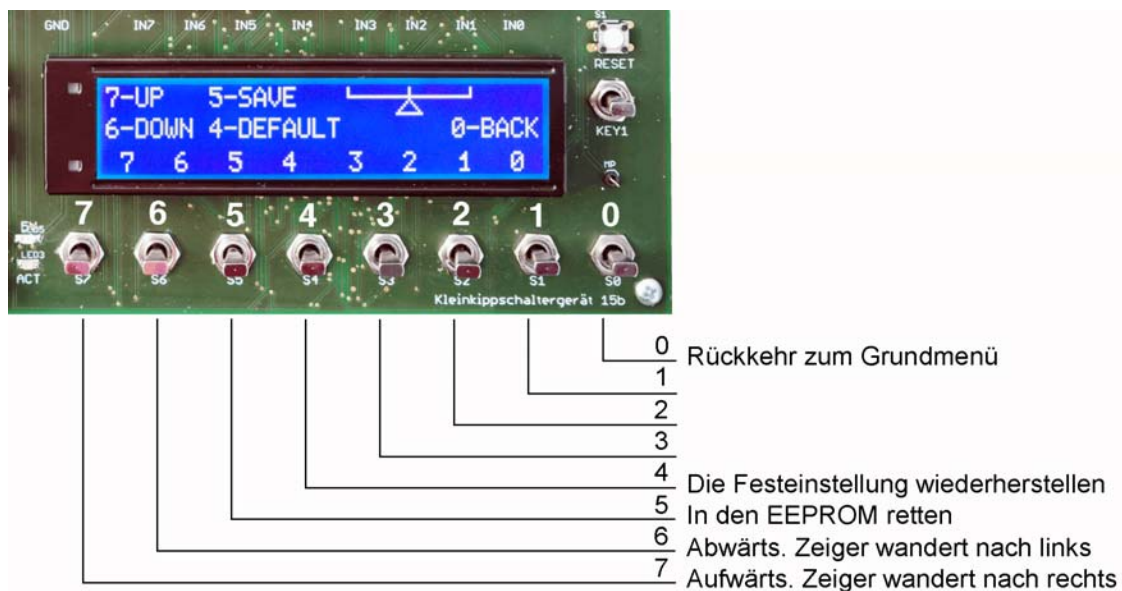 GND IN7 IN6 IN5 IN4 IN3 IN2 IN1 IN0
S1
RESET
7-UP 5-SAVE
6-DOWN 4-DEFAULT 0-BACK
7 6 5 4 3 2 1 0
KEY1
MP
7 6 5 4 3 2 1 0
LED3
ACT
S7 S6 S5 S4 S3 S2 S1 S0
Kleinkippschaltergerät 15b
0 Rückkehr zum Grundmenü
1
2
3
4 Die Festeinstellung wiederherstellen
5 In den EEPROM retten
6 Abwärts. Zeiger wandert nach links
7 Aufwärts. Zeiger wandert nach rechts